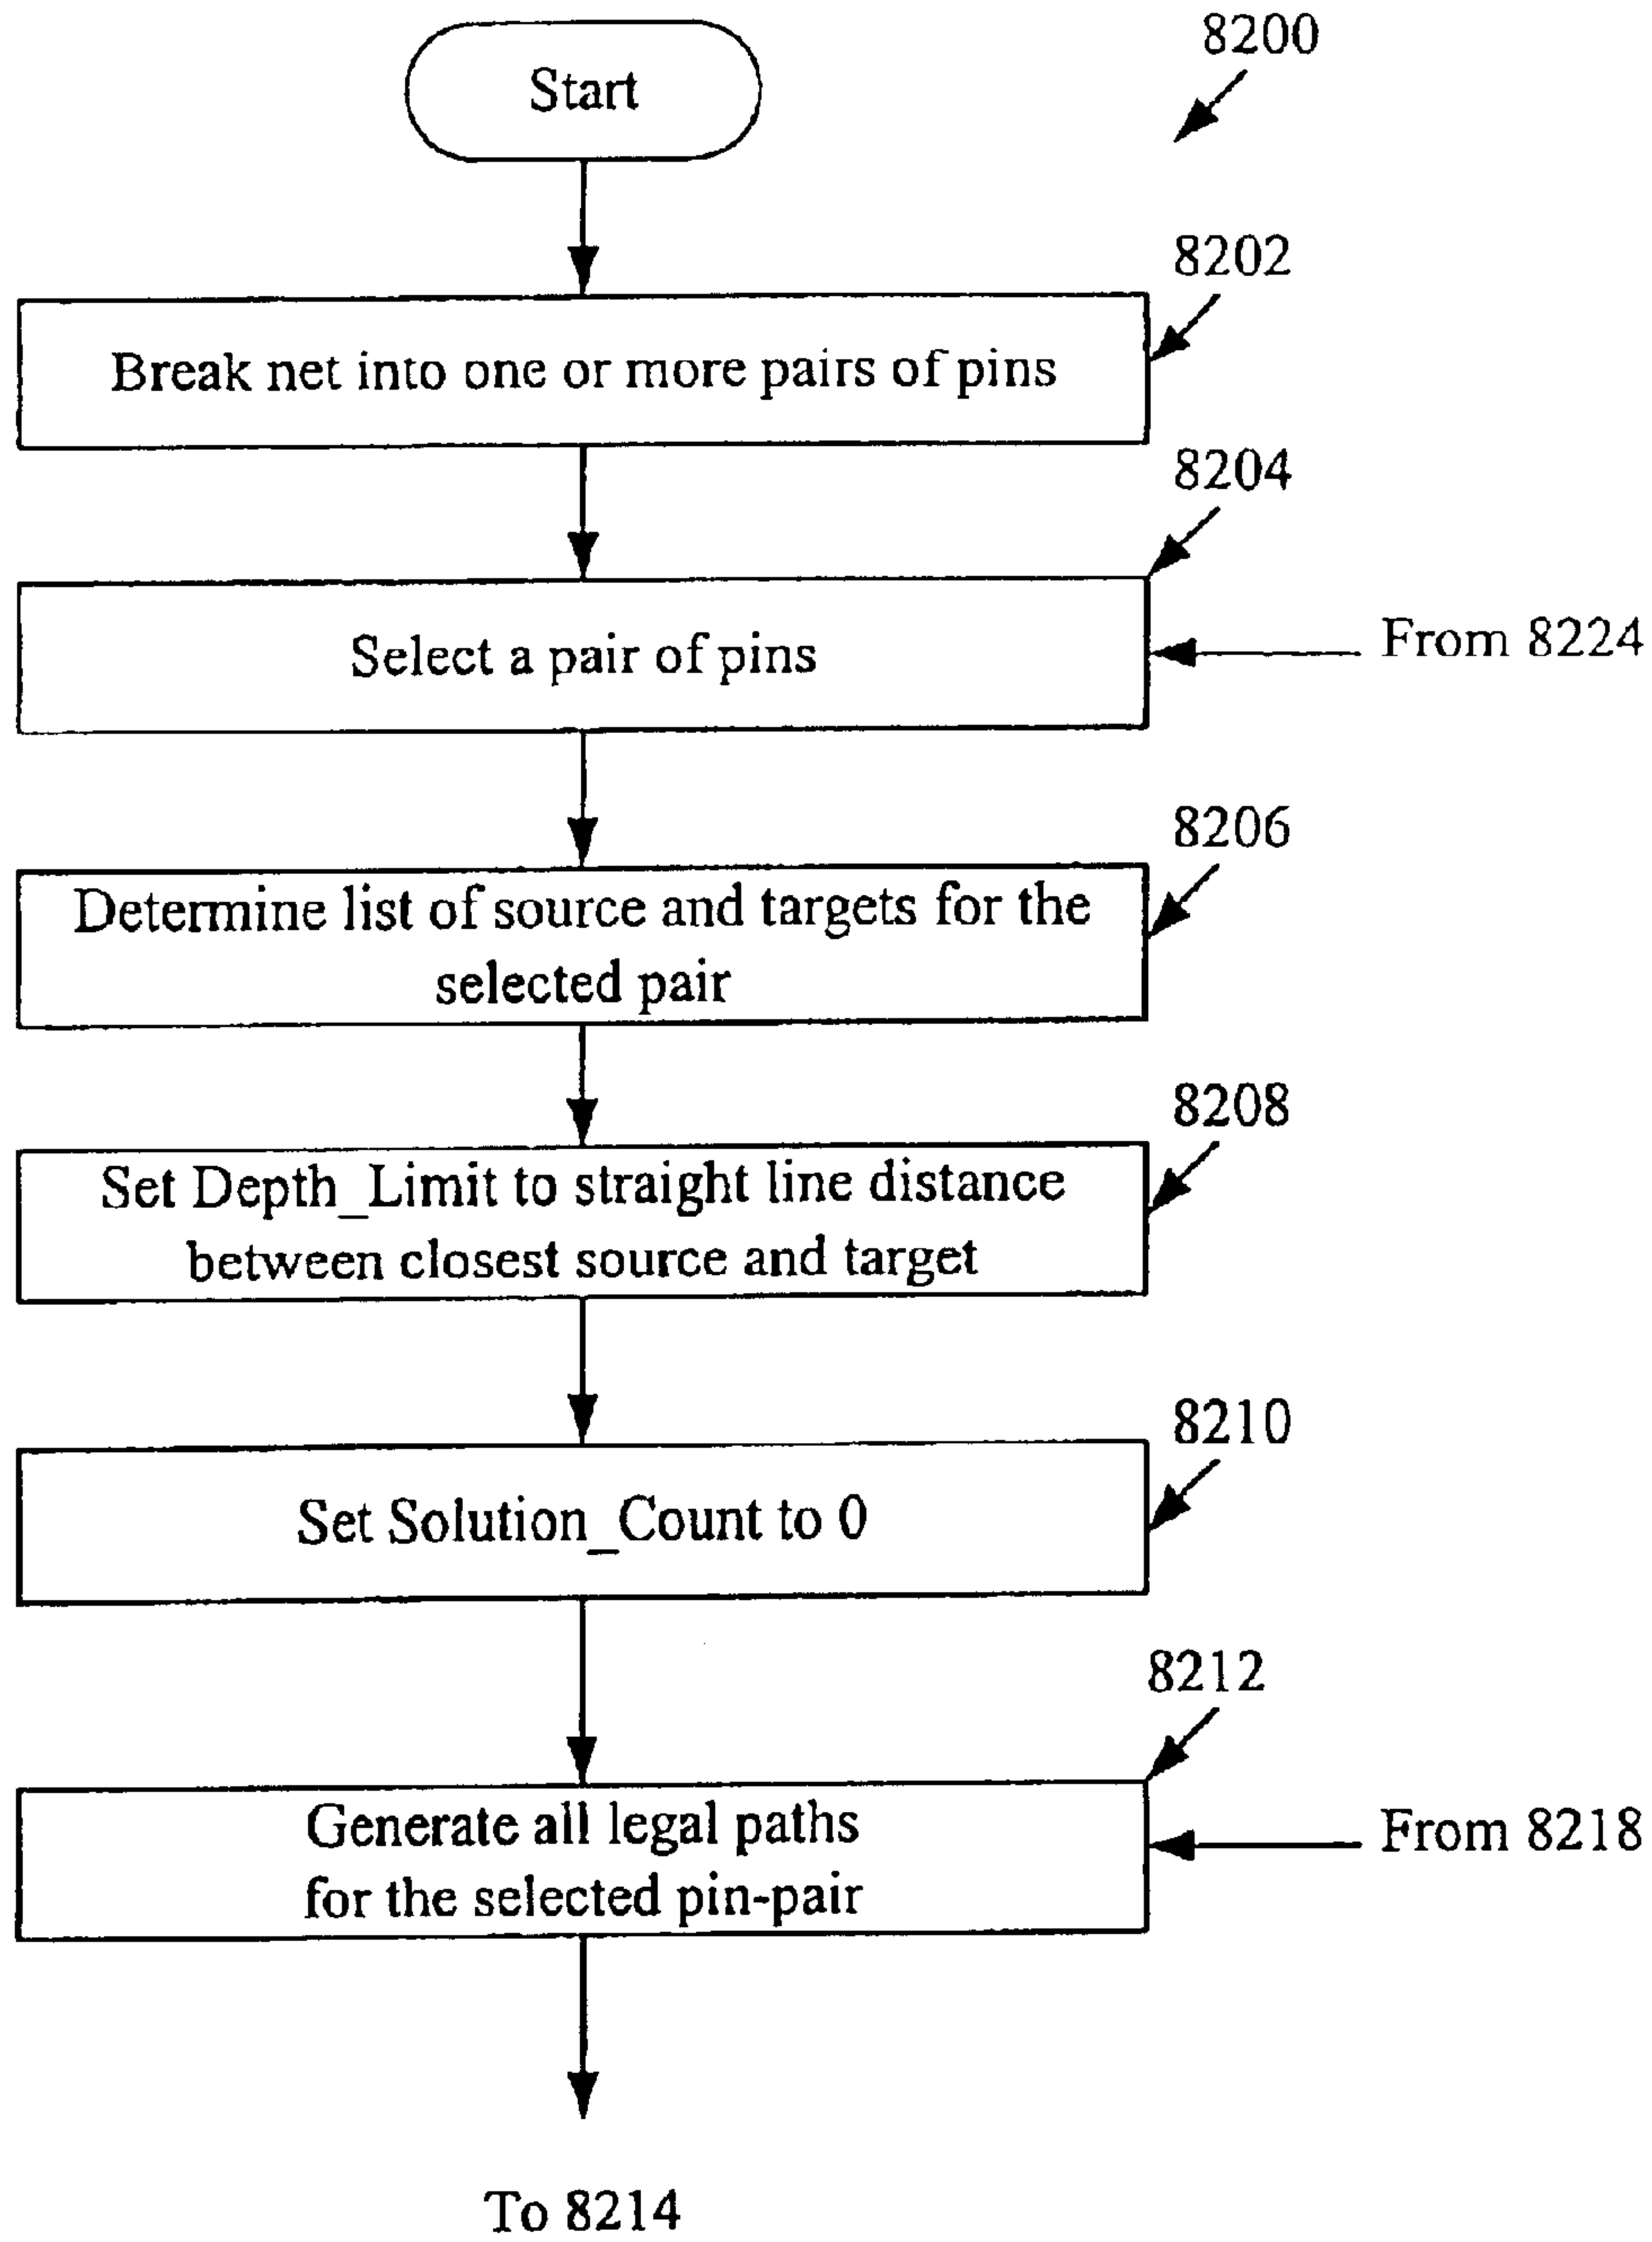 8200
Start
8202
Break net into one or more pairs of pins
8204
Select a pair of pins
From 8224
8206
Determine list of source and targets for the
selected pair
8208
Set Depth_Limit to straight line distance
between closest source and target
8210
Set Solution_Count to 0
8212
Generate all legal paths
for the selected pin-pair
From 8218
To 8214